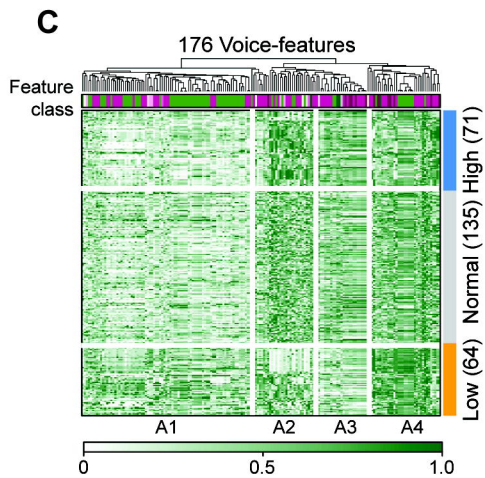 C
176 Voice-features
Feature
class
High (71)
Normal (135)
Low (64)
A1 A2 A3 A4
0 0.5 1.0